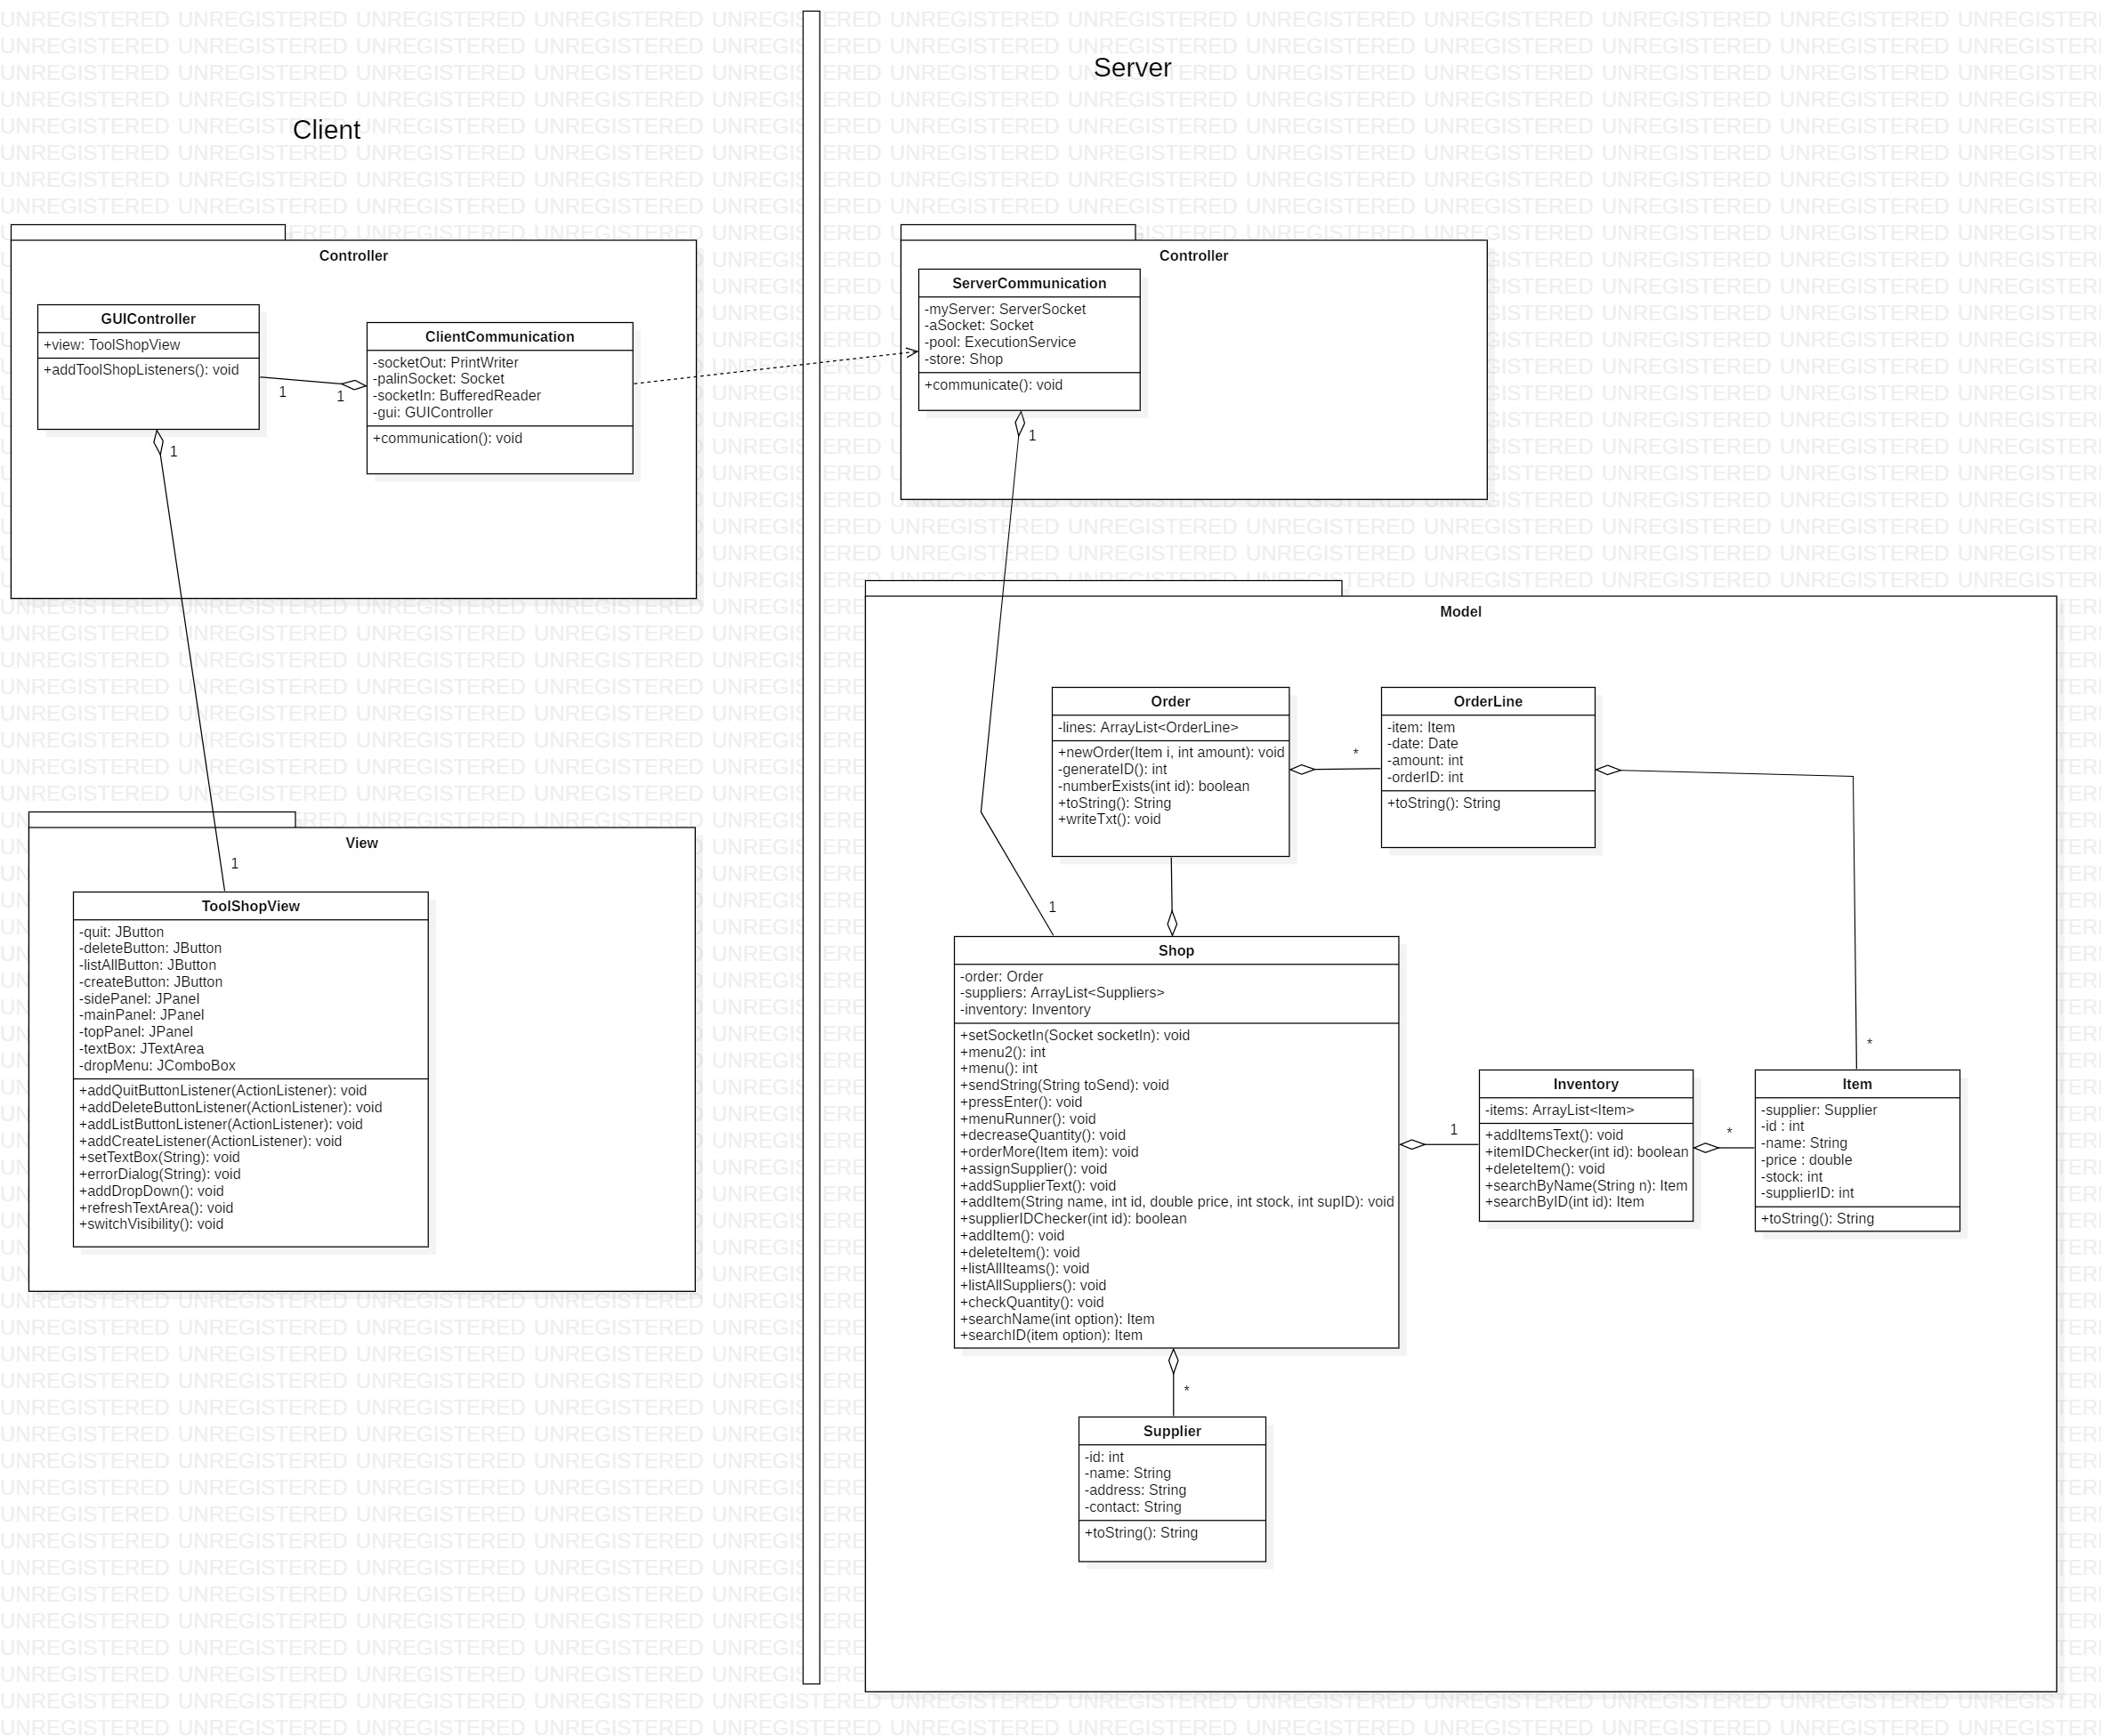 Client
Server
Controller
GUIController
+view: ToolShopView
+addToolShopListeners(): void
1
1
ClientCommunication
-socketOut: PrintWriter
-palinSocket: Socket
-socketIn: BufferedReader
-gui: GUIController
+communication(): void
1
View
1
ToolShopView
-quit: JButton
-deleteButton: JButton
-listAllButton: JButton
-createButton: JButton
-sidePanel: JPanel
-mainPanel: JPanel
-topPanel: JPanel
-textBox: JTextArea
-dropMenu: JComboBox
+addQuitButtonListener(ActionListener): void
+addDeleteButtonListener(ActionListener): void
+addListButtonListener(ActionListener): void
+addCreateListener(ActionListener): void
+setTextBox(String): void
+errorDialog(String): void
+addDropDown(): void
+refreshTextArea(): void
+switchVisibility(): void
Controller
ServerCommunication
-myServer: ServerSocket
-aSocket: Socket
-pool: ExecutionService
-store: Shop
+communicate(): void
1
Model
Order
-lines: ArrayList<OrderLine>
+newOrder(Item i, int amount): void
-generateID(): int
-numberExists(int id): boolean
+toString(): String
+writeTxt(): void
*
OrderLine
-item: Item
-date: Date
-amount: int
-orderID: int
+toString(): String
1
Shop
-order: Order
-suppliers: ArrayList<Suppliers>
-inventory: Inventory
+setSocketIn(Socket socketIn): void
+menu2(): int
+menu(): int
+sendString(String toSend): void
+pressEnter(): void
+menuRunner(): void
+decreaseQuantity(): void
+orderMore(Item item): void
+assignSupplier(): void
+addSupplierText(): void
+addItem(String name, int id, double price, int stock, int supID): void
+supplierIDChecker(int id): boolean
+addItem(): void
+deleteItem(): void
+listAllIteams(): void
+listAllSuppliers(): void
+checkQuantity(): void
+searchName(int option): Item
+searchID(item option): Item
1
Inventory
-items: ArrayList<Item>
+addItemsText(): void
+itemIDChecker(int id): boolean
+deleteItem(): void
+searchByName(String n): Item
+searchByID(int id): Item
*
*
Item
-supplier: Supplier
-id : int
-name: String
-price : double
-stock: int
-supplierID: int
+toString(): String
*
Supplier
-id: int
-name: String
-address: String
-contact: String
+toString(): String
UNREGISTERED